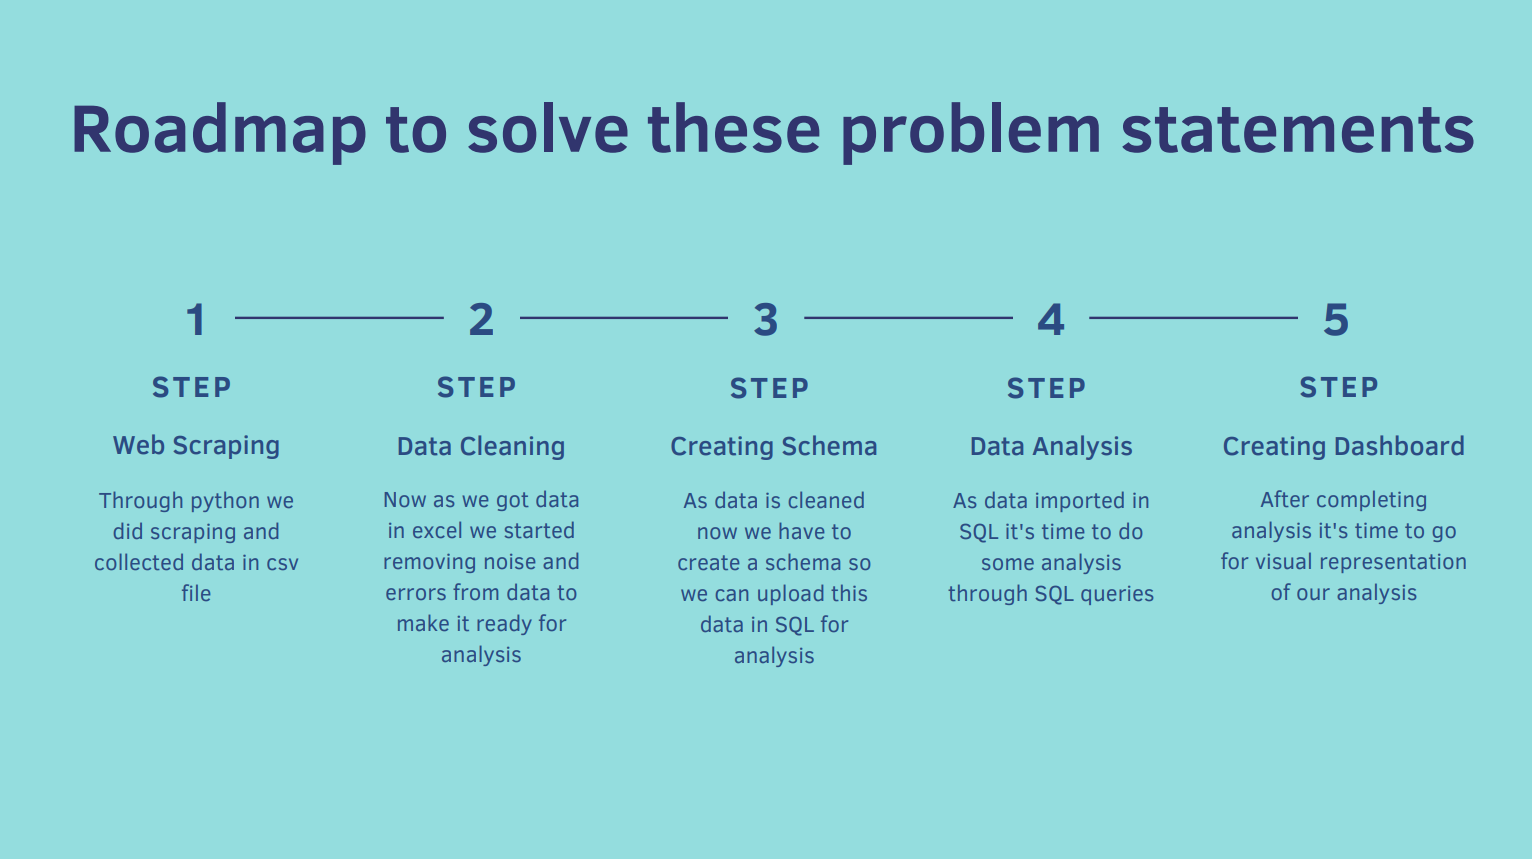 Roadmap to solve these problem statements
1
STEP
Web Scraping
Through python we
did scraping and
collected data in csv
file
2
STEP
Data Cleaning
Now as we got data
in excel we started
removing noise and
errors from data to
make it ready for
analysis
3
STEP
Creating Schema
As data is cleaned
now we have to
create a schema so
we can upload this
data in SQL for
analysis
4
STEP
Data Analysis
As data imported in
SQL it's time to do
some analysis
through SQL queries
5
STEP
Creating Dashboard
After completing
analysis it's time to go
for visual representation
of our analysis